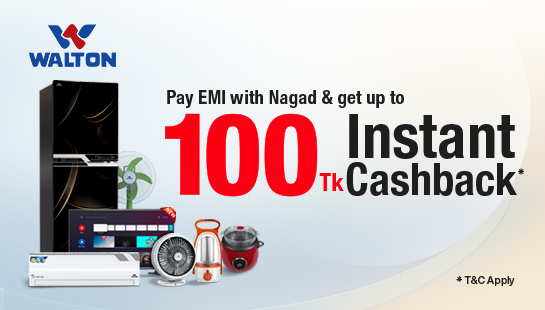 WALTON
Pay EMI with Nagad & get up to
100 Tk Instant
Cashback*
* T&C Apply